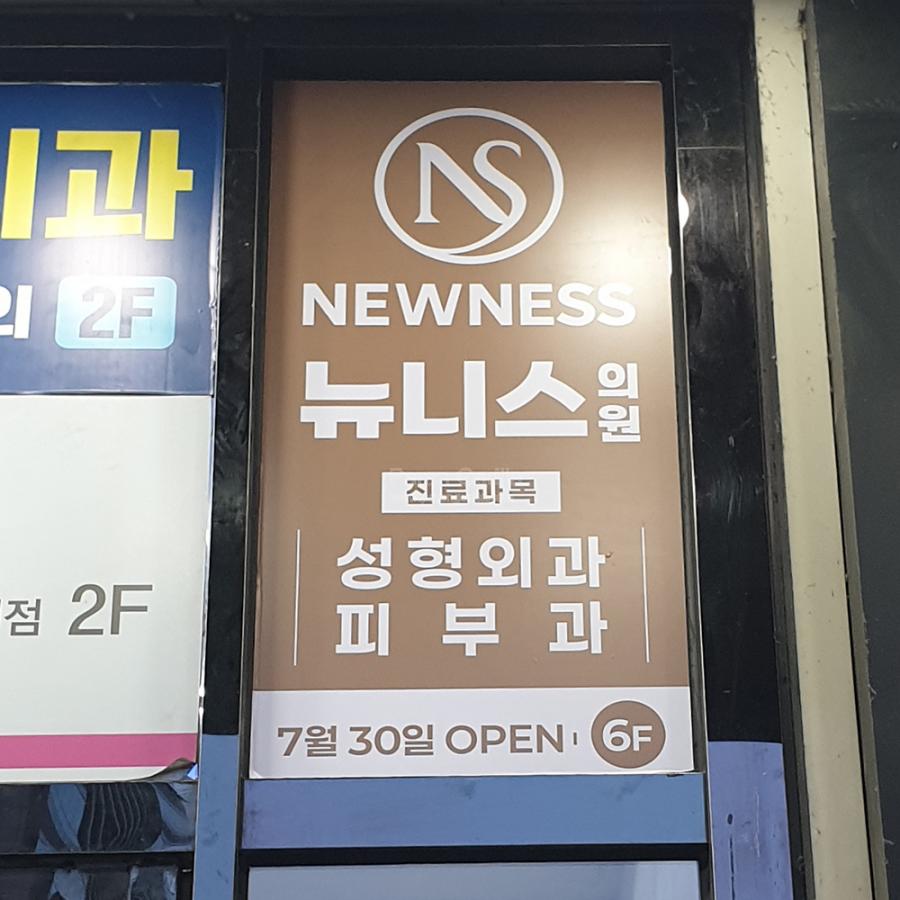 과
의 2F
점 2F
NS
NEWNESS
뉴니스 의원
진료과목
성형외과
피부과
7월 30일 OPEN 6F